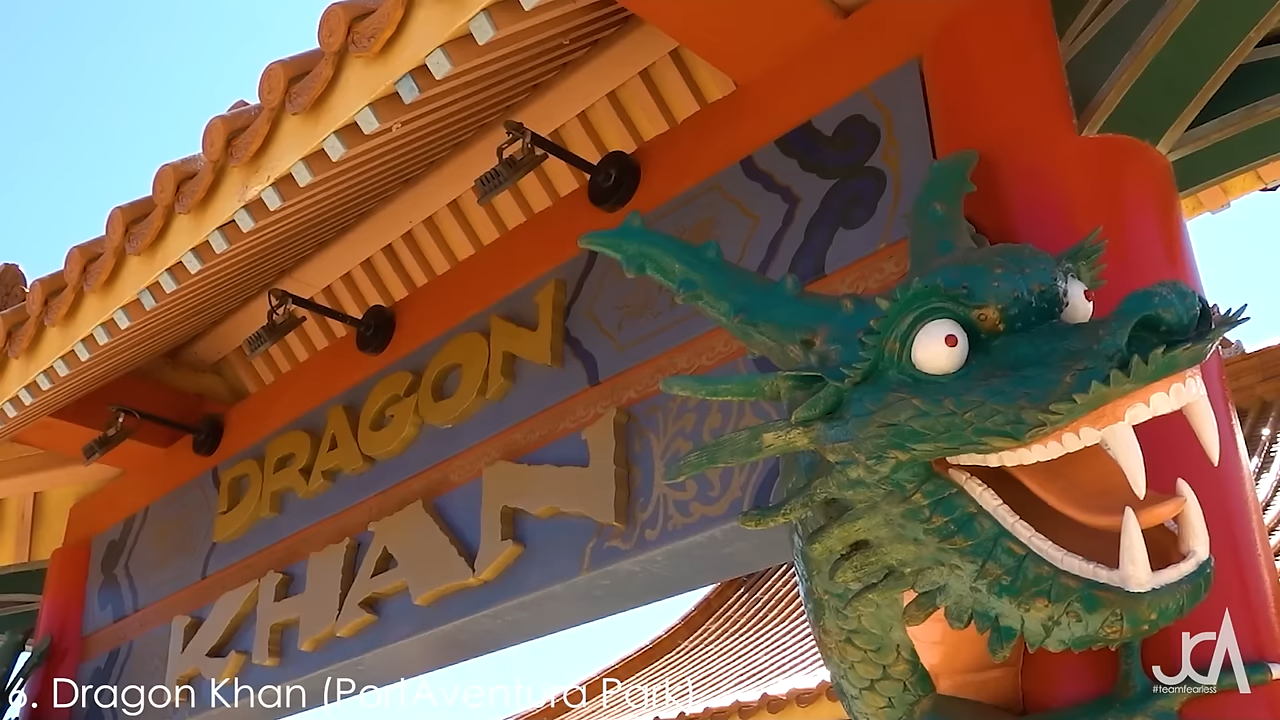 DRAGON
KHAN
6. Dragon Khan (PortAventura Park)
JCA
#teamfearless